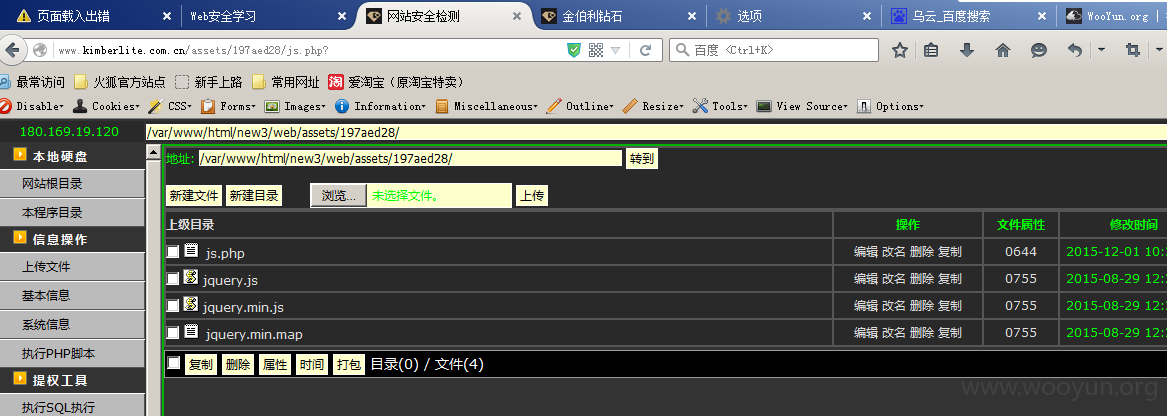 页面载入出错 Web安全学习 网站安全检测 金伯利钻石 选项 乌云_百度搜索 WooYun.org
www.kimberlite.com.cn/assets/197aed28/js.php? 百度 <Ctrl+K>
最常访问 火狐官方站点 新手上路 常用网址 淘 爱淘宝（原淘宝特卖）
Disable Cookies CSS Forms Images Information Miscellaneous Outline Resize Tools View Source Options
180.169.19.120 /var/www/html/new3/web/assets/197aed28/
本地硬盘
网站根目录
本程序目录
信息操作
上传文件
基本信息
系统信息
执行PHP脚本
提权工具
执行SQL执行
地址: /var/www/html/new3/web/assets/197aed28/ 转到
新建文件 新建目录 浏览... 未选择文件。 上传
上级目录 操作 文件属性 修改时间
js.php 编辑 改名 删除 复制 0644 2015-12-01 10:
jquery.js 编辑 改名 删除 复制 0755 2015-08-29 12:
jquery.min.js 编辑 改名 删除 复制 0755 2015-08-29 12:
jquery.min.map 编辑 改名 删除 复制 0755 2015-08-29 12:
复制 删除 属性 时间 打包 目录(0) / 文件(4)
www.wooyun.org